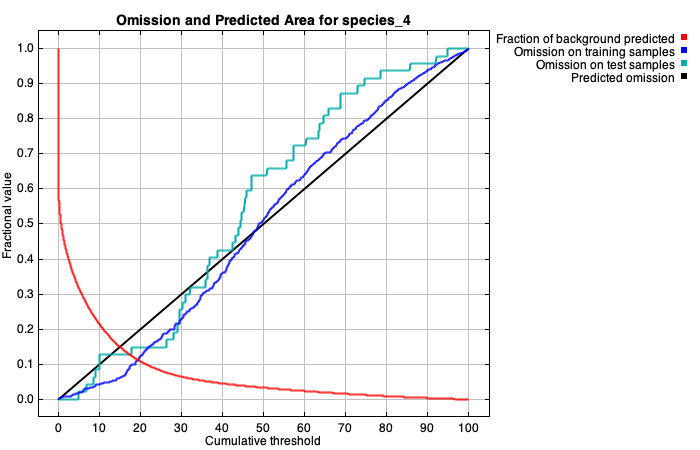 Omission and Predicted Area for species_4
Fraction of background predicted
Omission on training samples
Omission on test samples
Predicted omission
Fractional value
1.0
0.9
0.8
0.7
0.6
0.5
0.4
0.3
0.2
0.1
0.0
0 10 20 30 40 50 60 70 80 90 100
Cumulative threshold